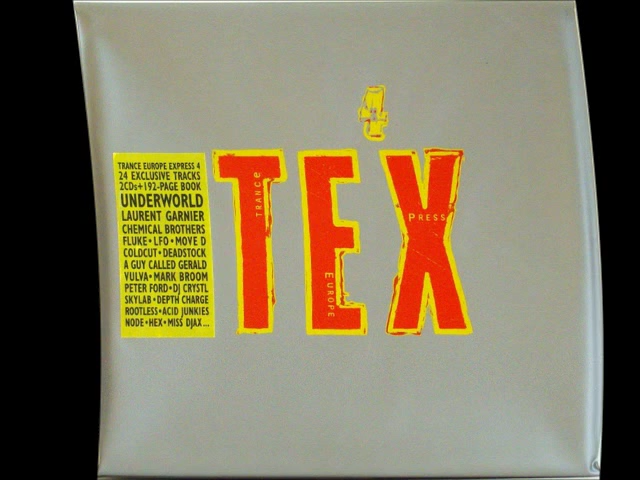 4
TEX
TRANCE
EUROPE
PRESS
TRANCE EUROPE EXPRESS 4
24 EXCLUSIVE TRACKS
2CDs+192-PAGE BOOK
UNDERWORLD
LAURENT GARNIER
CHEMICAL BROTHERS
FLUKE•LFO•MOVE D
COLDCUT•DEADSTOCK
A GUY CALLED GERALD
VULVA•MARK BROOM
PETER FORD•DJ CRYSTL
SKYLAB•DEPTH CHARGE
ROOTLESS•ACID JUNKIES
NODE•HEX•MISS DJAX...